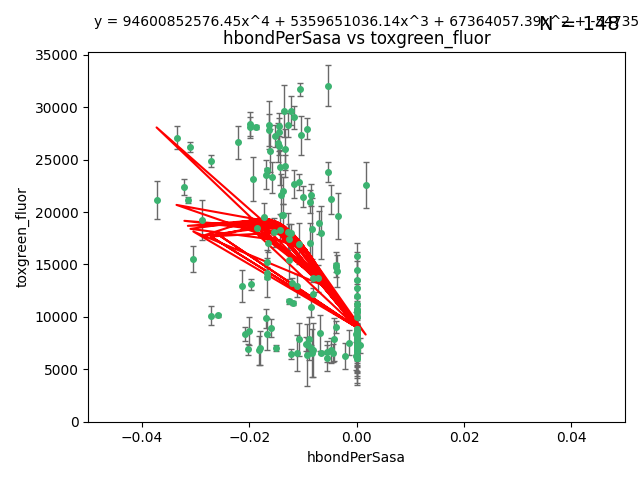 y = 94600852576.45x^4 + 5359651036.14x^3 + 67364057.39x^2 +
N = 148
hbondPerSasa vs toxgreen_fluor
35000
30000
25000
20000
15000
10000
5000
0
toxgreen_fluor
−0.04 −0.02 0.00 0.02 0.04
hbondPerSasa